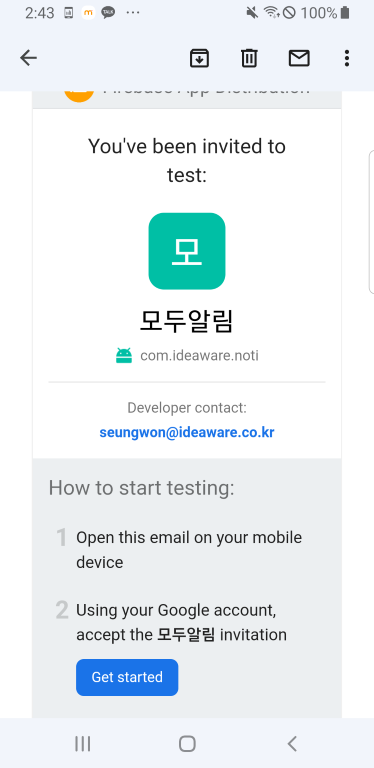 2:43
100%
Firebase App Distribution
You've been invited to
test:
모
모두알림
com.ideaware.noti
Developer contact:
seungwon@ideaware.co.kr
How to start testing:
1 Open this email on your mobile
device
2 Using your Google account,
accept the 모두알림 invitation
Get started